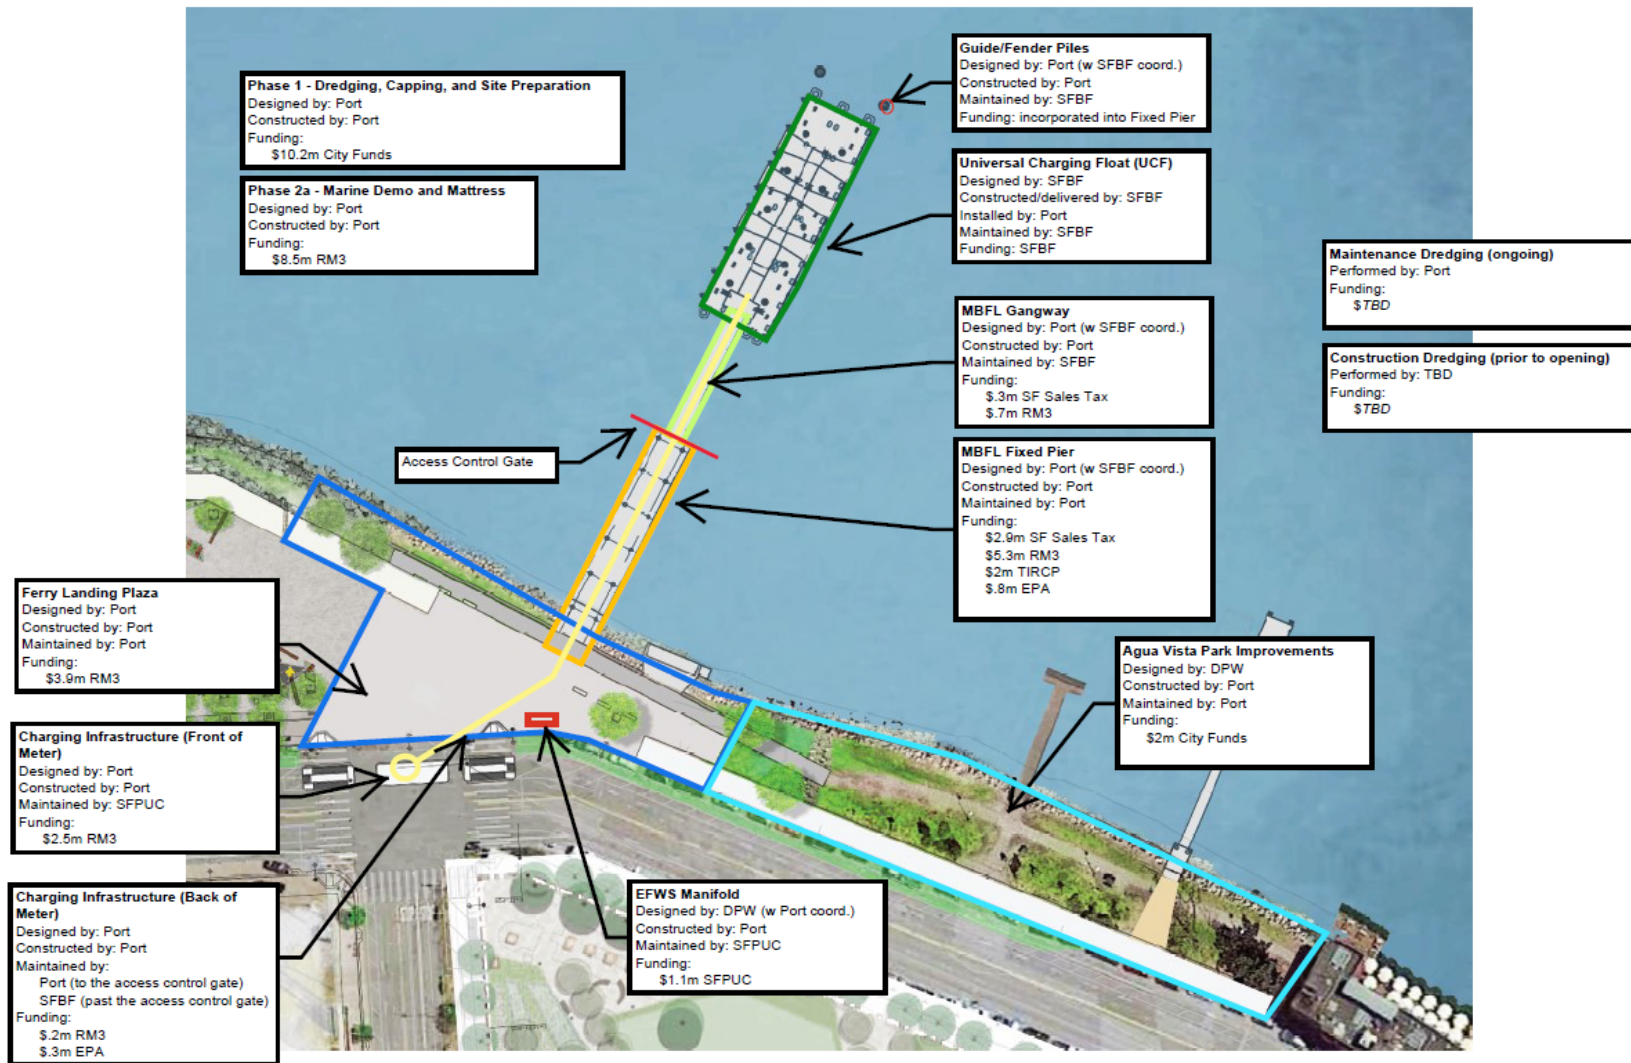 Phase 1 - Dredging, Capping, and Site Preparation
Designed by: Port
Constructed by: Port
Funding:
$10.2m City Funds
Phase 2a - Marine Demo and Mattress
Designed by: Port
Constructed by: Port
Funding:
$8.5m RM3
Guide/Fender Piles
Designed by: Port (w SFBF coord.)
Constructed by: Port
Maintained by: SFBF
Funding: incorporated into Fixed Pier
Universal Charging Float (UCF)
Designed by: SFBF
Constructed/delivered by: SFBF
Installed by: Port
Maintained by: SFBF
Funding: SFBF
Maintenance Dredging (ongoing)
Performed by: Port
Funding:
$TBD
Construction Dredging (prior to opening)
Performed by: TBD
Funding:
$TBD
MBFL Gangway
Designed by: Port (w SFBF coord.)
Constructed by: Port
Maintained by: SFBF
Funding:
$.3m SF Sales Tax
$.7m RM3
Access Control Gate
MBFL Fixed Pier
Designed by: Port (w SFBF coord.)
Constructed by: Port
Maintained by: Port
Funding:
$2.9m SF Sales Tax
$5.3m RM3
$2m TIRCP
$.8m EPA
Ferry Landing Plaza
Designed by: Port
Constructed by: Port
Maintained by: Port
Funding:
$3.9m RM3
Agua Vista Park Improvements
Designed by: DPW
Constructed by: Port
Maintained by: Port
Funding:
$2m City Funds
Charging Infrastructure (Front of
Meter)
Designed by: Port
Constructed by: Port
Maintained by: SFPUC
Funding:
$2.5m RM3
Charging Infrastructure (Back of
Meter)
Designed by: Port
Constructed by: Port
Maintained by:
Port (to the access control gate)
SFBF (past the access control gate)
Funding:
$.2m RM3
$.3m EPA
EFWS Manifold
Designed by: DPW (w Port coord.)
Constructed by: Port
Maintained by: SFPUC
Funding:
$1.1m SFPUC